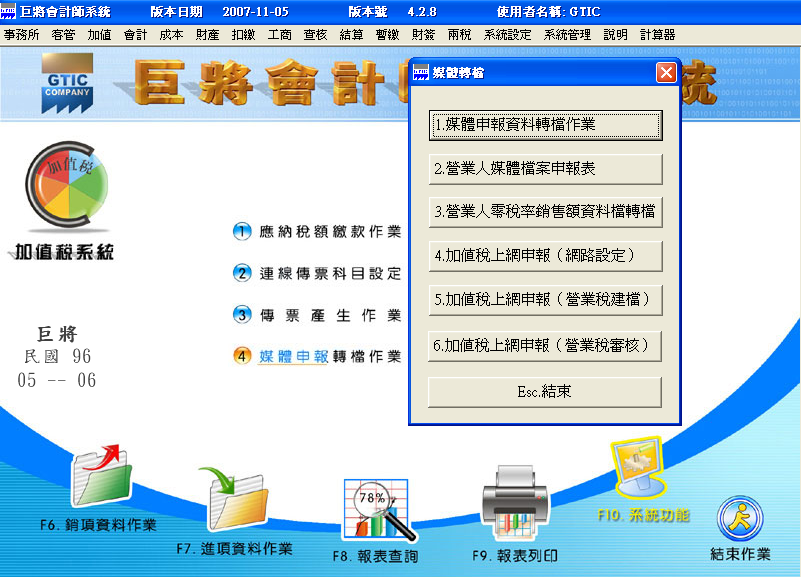 巨將會計師系統 版本日期 2007-11-05 版本號 4.2.8 使用者名稱: GTIC
事務所 客管 加值 會計 成本 財產 扣繳 工商 查核 結算 暫繳 財簽 兩稅 系統設定 系統管理 說明 計算器
GTIC
COMPANY
巨將會計
統
加值稅
加值稅系統
巨將
民國 96
05 -- 06
1 應納稅額繳款作業
2 連線傳票科目設定
3 傳票產生作業
4 媒體申報轉檔作業
媒體轉檔
1.媒體申報資料轉檔作業
2.營業人媒體檔案申報表
3.營業人零稅率銷售額資料檔轉檔
4.加值稅上網申報（網路設定）
5.加值稅上網申報（營業稅建檔）
6.加值稅上網申報（營業稅審核）
Esc.結束
F6. 銷項資料作業
F7. 進項資料作業
78%
F8. 報表查詢
F9. 報表列印
F10. 系統功能
結束作業